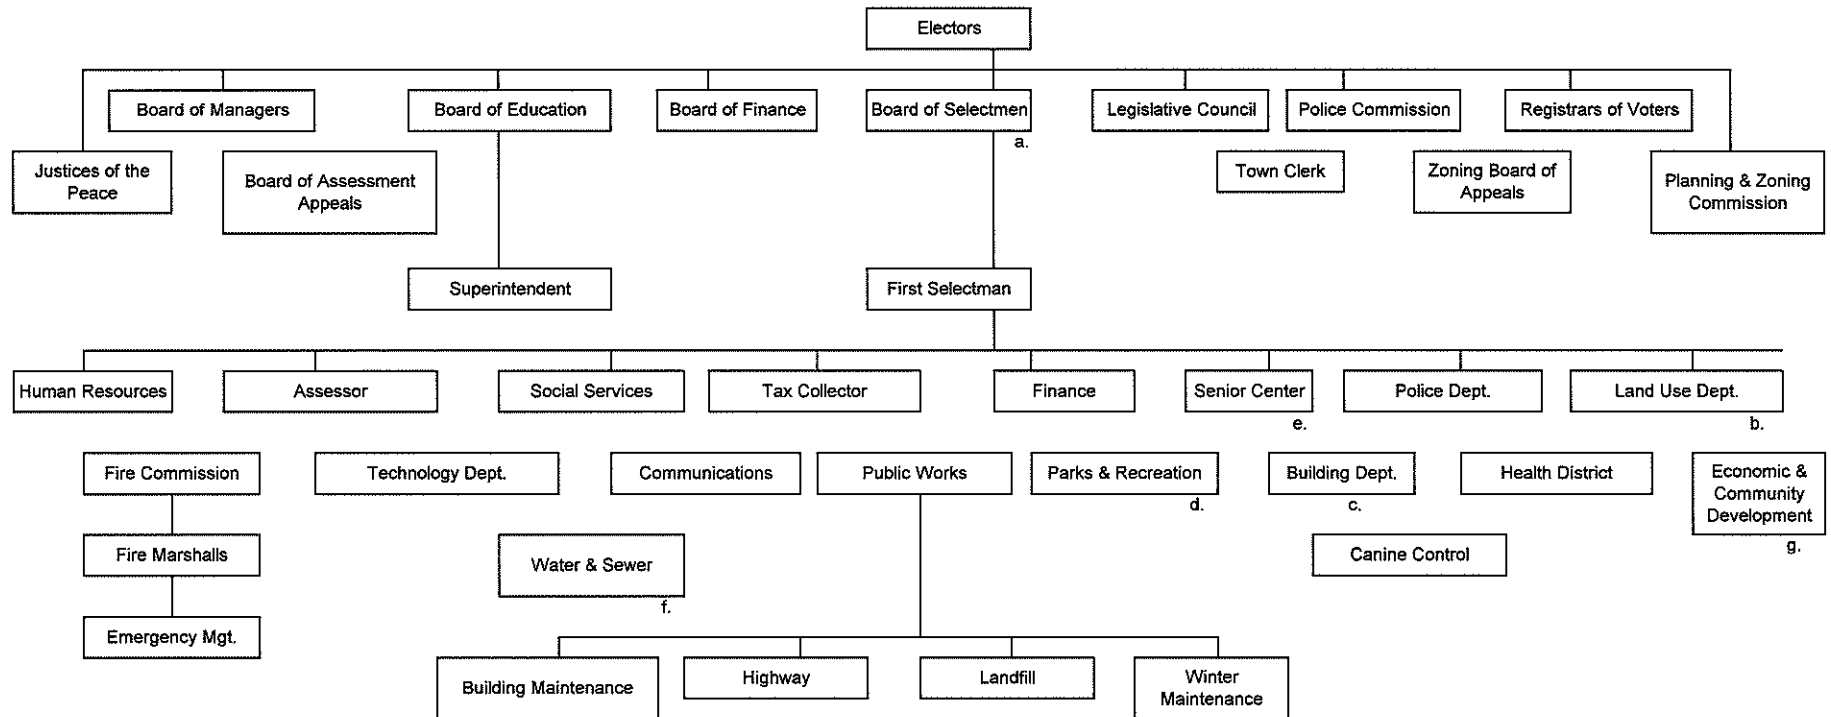 Electors
Board of Managers
Board of Education
Board of Finance
Board of Selectmen
Legislative Council
Police Commission
Registrars of Voters
a.
Justices of the
Peace
Board of Assessment
Appeals
Town Clerk
Zoning Board of
Appeals
Planning & Zoning
Commission
Superintendent
First Selectman
Human Resources
Assessor
Social Services
Tax Collector
Finance
Senior Center
Police Dept.
Land Use Dept.
e.
b.
Fire Commission
Technology Dept.
Communications
Public Works
Parks & Recreation
Building Dept.
Health District
Economic &
Community
Development
d.
c.
g.
Fire Marshalls
Water & Sewer
Canine Control
f.
Emergency Mgt.
Building Maintenance
Highway
Landfill
Winter
Maintenance